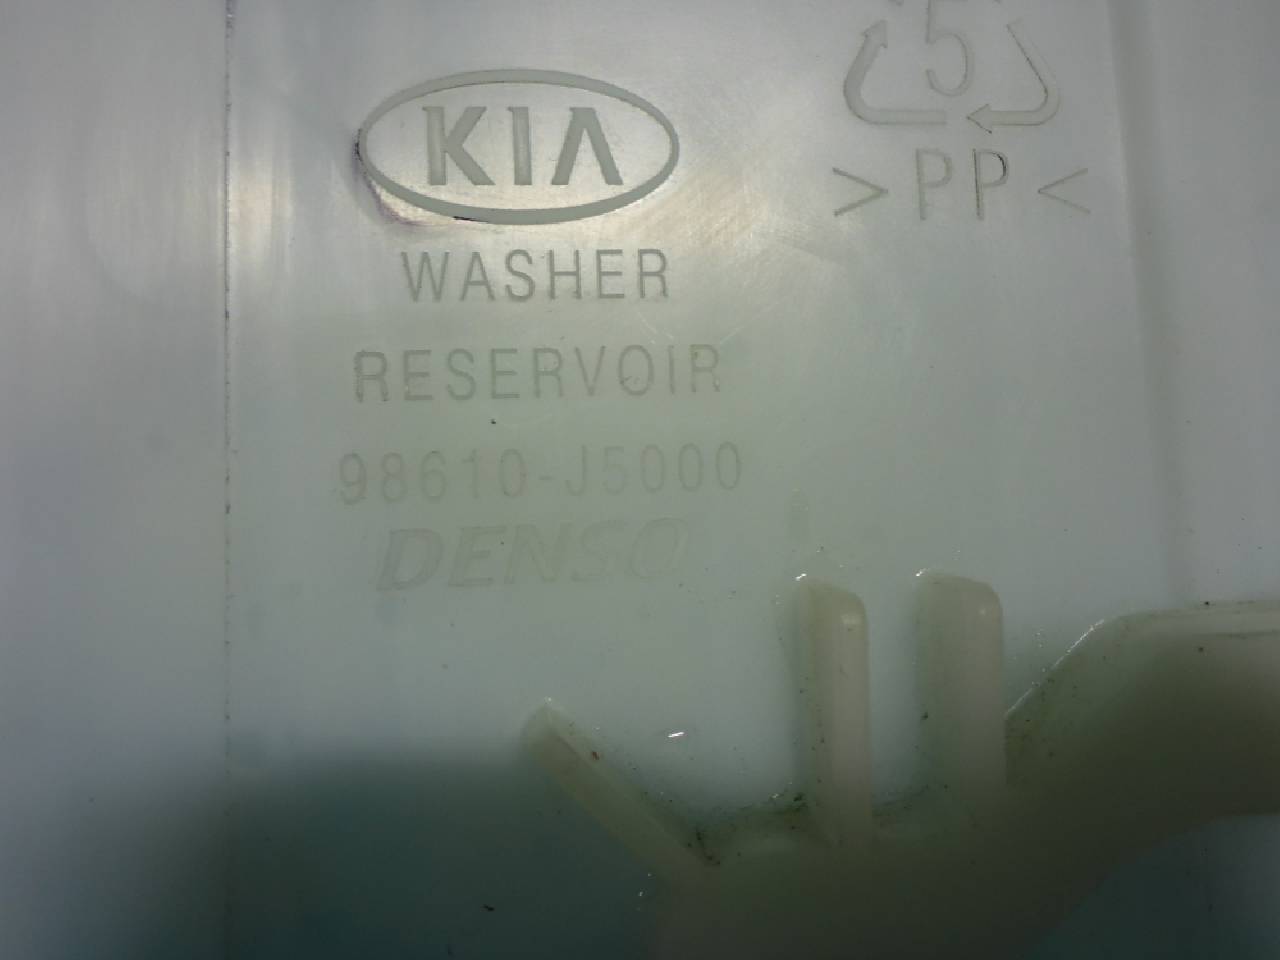 5
>PP<
KIA
WASHER
RESERVOIR
98610-J5000
DENSO